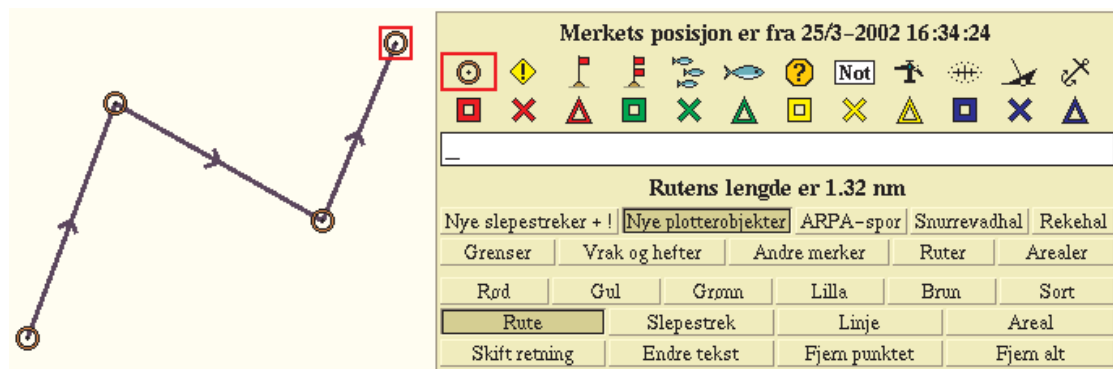 Merkets posisjon er fra 25/3-2002 16:34:24
! ? Not
_
Rutens lengde er 1.32 nm
Nye slepestreker + ! Nye plotterobjekter ARPA-spor Snurrevadhal Rekehal
Grenser Vrak og hefter Andre merker Ruter Arealer
Rød Gul Grønn Lilla Brun Sort
Rute Slepestrek Linje Areal
Skift retning Endre tekst Fjern punktet Fjern alt